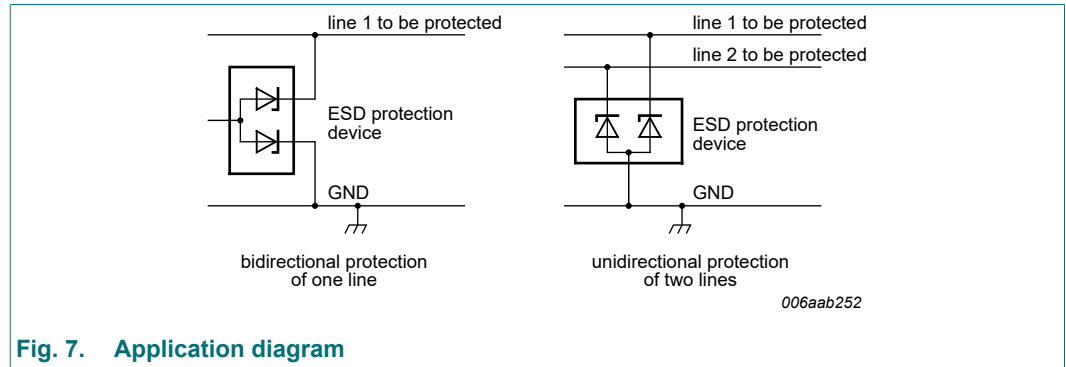 line 1 to be protected
ESD protection
device
GND
bidirectional protection
of one line
line 1 to be protected
line 2 to be protected
ESD protection
device
GND
unidirectional protection
of two lines
006aab252
Fig. 7. Application diagram